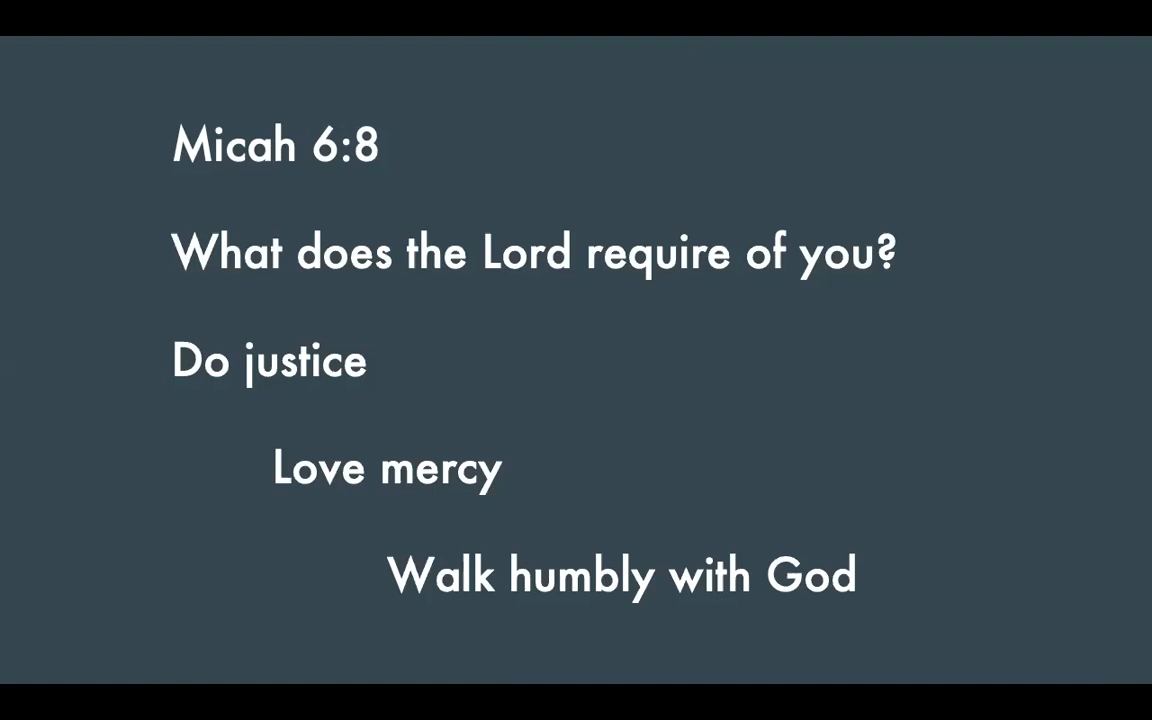 Micah 6:8
What does the Lord require of you?
Do justice
Love mercy
Walk humbly with God